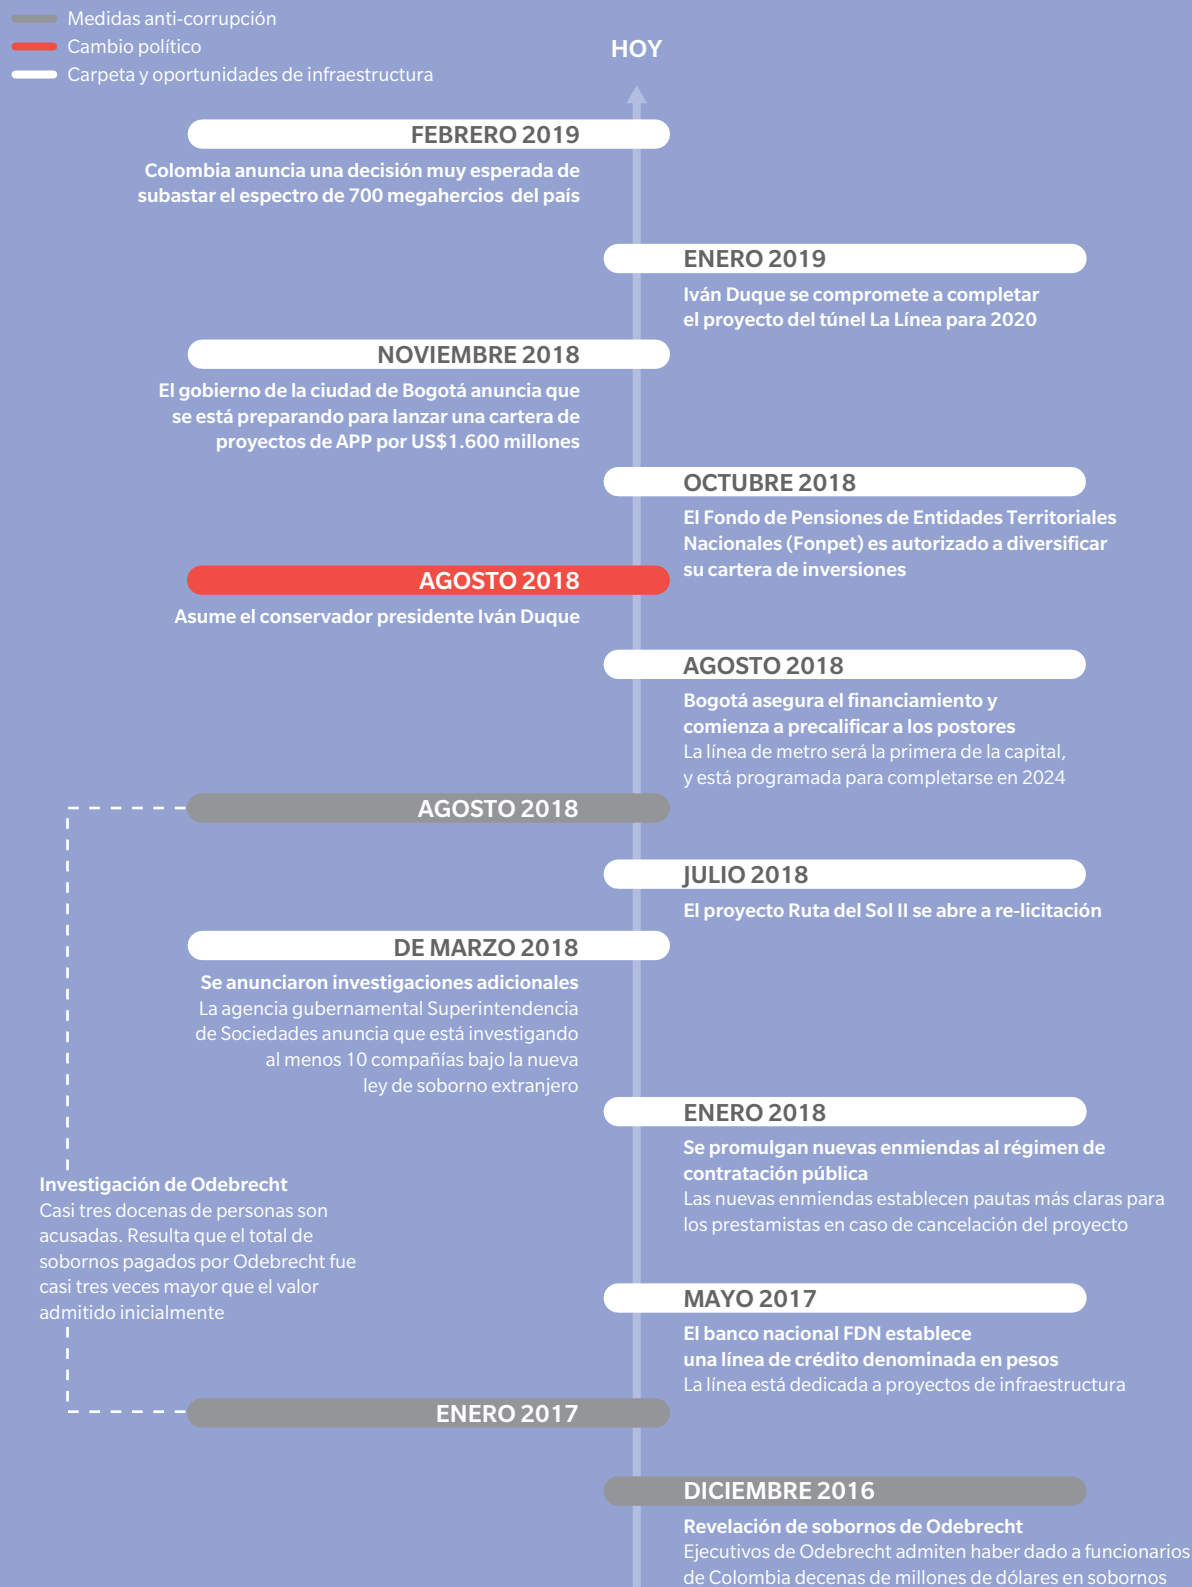 Medidas anti-corrupción
Cambio político
Carpeta y oportunidades de infraestructura
HOY
FEBRERO 2019
Colombia anuncia una decisión muy esperada de
subastar el espectro de 700 megahercios del país
ENERO 2019
Iván Duque se compromete a completar
el proyecto del túnel La Línea para 2020
NOVIEMBRE 2018
El gobierno de la ciudad de Bogotá anuncia que
se está preparando para lanzar una cartera de
proyectos de APP por US$1.600 millones
OCTUBRE 2018
El Fondo de Pensiones de Entidades Territoriales
Nacionales (Fonpet) es autorizado a diversificar
su cartera de inversiones
AGOSTO 2018
Asume el conservador presidente Iván Duque
AGOSTO 2018
Bogotá asegura el financiamiento y
comienza a precalificar a los postores
La línea de metro será la primera de la capital,
y está programada para completarse en 2024
AGOSTO 2018
JULIO 2018
El proyecto Ruta del Sol II se abre a re-licitación
DE MARZO 2018
Se anunciaron investigaciones adicionales
La agencia gubernamental Superintendencia
de Sociedades anuncia que está investigando
al menos 10 compañías bajo la nueva
ley de soborno extranjero
ENERO 2018
Se promulgan nuevas enmiendas al régimen de
contratación pública
Las nuevas enmiendas establecen pautas más claras para
los prestamistas en caso de cancelación del proyecto
Investigación de Odebrecht
Casi tres docenas de personas son
acusadas. Resulta que el total de
sobornos pagados por Odebrecht fue
casi tres veces mayor que el valor
admitido inicialmente
MAYO 2017
El banco nacional FDN establece
una línea de crédito denominada en pesos
La línea está dedicada a proyectos de infraestructura
ENERO 2017
DICIEMBRE 2016
Revelación de sobornos de Odebrecht
Ejecutivos de Odebrecht admiten haber dado a funcionarios
de Colombia decenas de millones de dólares en sobornos